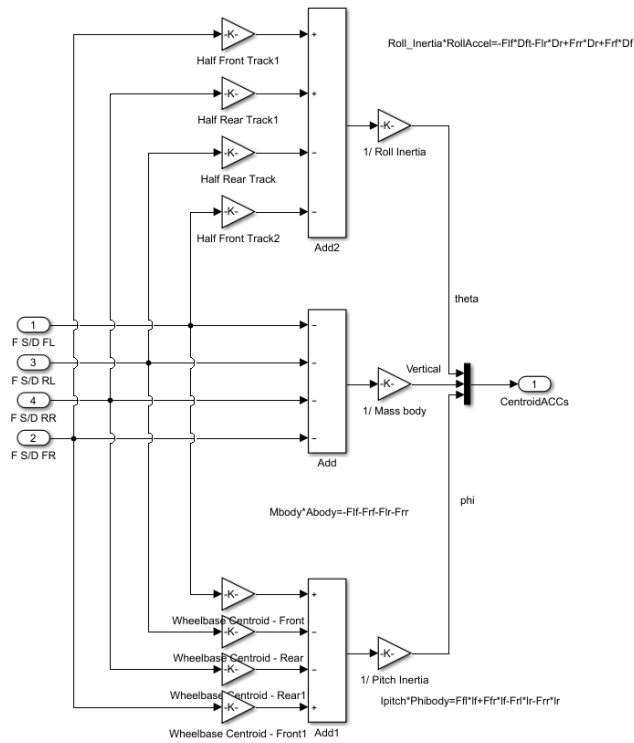 -K-
+
Half Front Track1
Roll_Inertia*RollAccel=-Flf*Dft-Flr*Dr+Frr*Dr+Frf*Df
-K-
+
Half Rear Track1
-K-
1/ Roll Inertia
-K-
−
Half Rear Track
-K-
−
Half Front Track2
Add2
theta
1
F S/D FL
−
3
F S/D RL
−
Vertical
-K-
1/ Mass body
1
CentroidACCs
4
F S/D RR
−
2
F S/D FR
−
Add
phi
Mbody*Abody=-Flf-Frf-Flr-Frr
-K-
+
Wheelbase Centroid - Front
-K-
−
Wheelbase Centroid - Rear
-K-
1/ Pitch Inertia
-K-
−
Wheelbase Centroid - Rear1
Ipitch*Phibody=Ffl*lf+Ffr*lf-Frl*lr-Frr*lr
-K-
+
Wheelbase Centroid - Front1
Add1